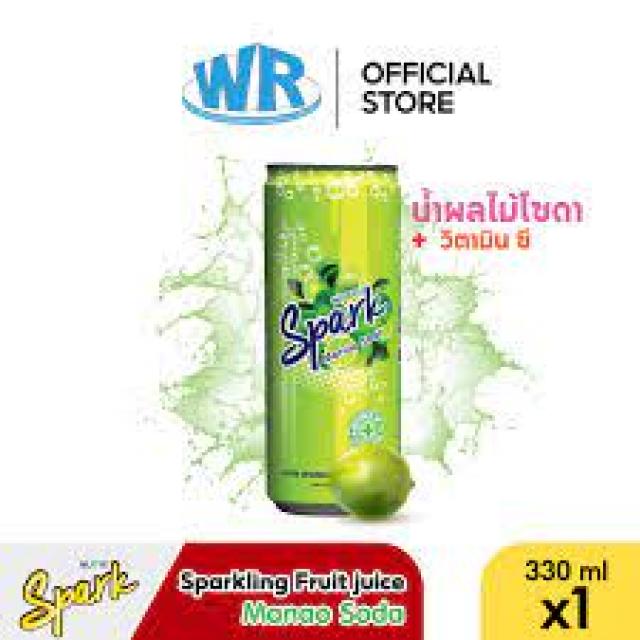 WR
OFFICIAL
STORE
น้ำผลไม้โซดา
+ วิตามิน ซี
Spark
Spark
Sparkling Fruit juice
Manao Soda
330 ml
x1